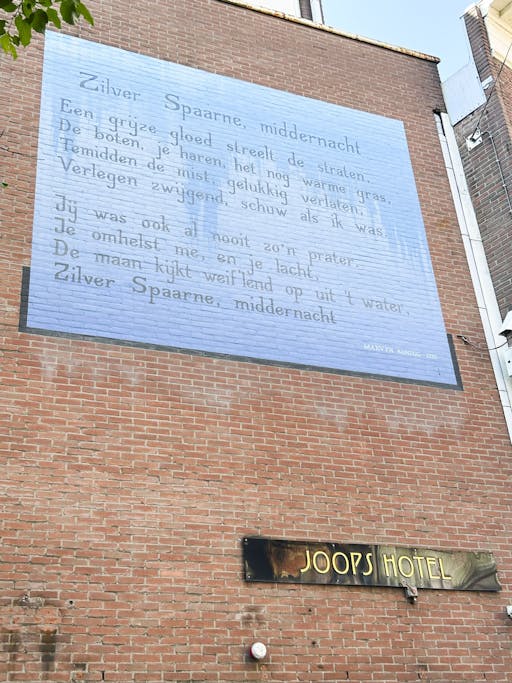 Zilver Spaarne, middernacht
Een grijze gloed streelt de straten,
De boten, je haren, het nog warme gras,
Temidden de mist, gelukkig verlaten,
Verlegen zwijgend, schuw als ik was,
Jij was ook al nooit zo'n prater,
Je omhelst me, en je lacht,
De maan kijkt weif'lend op uit 't water,
Zilver Spaarne, middernacht
JOOPS HOTEL